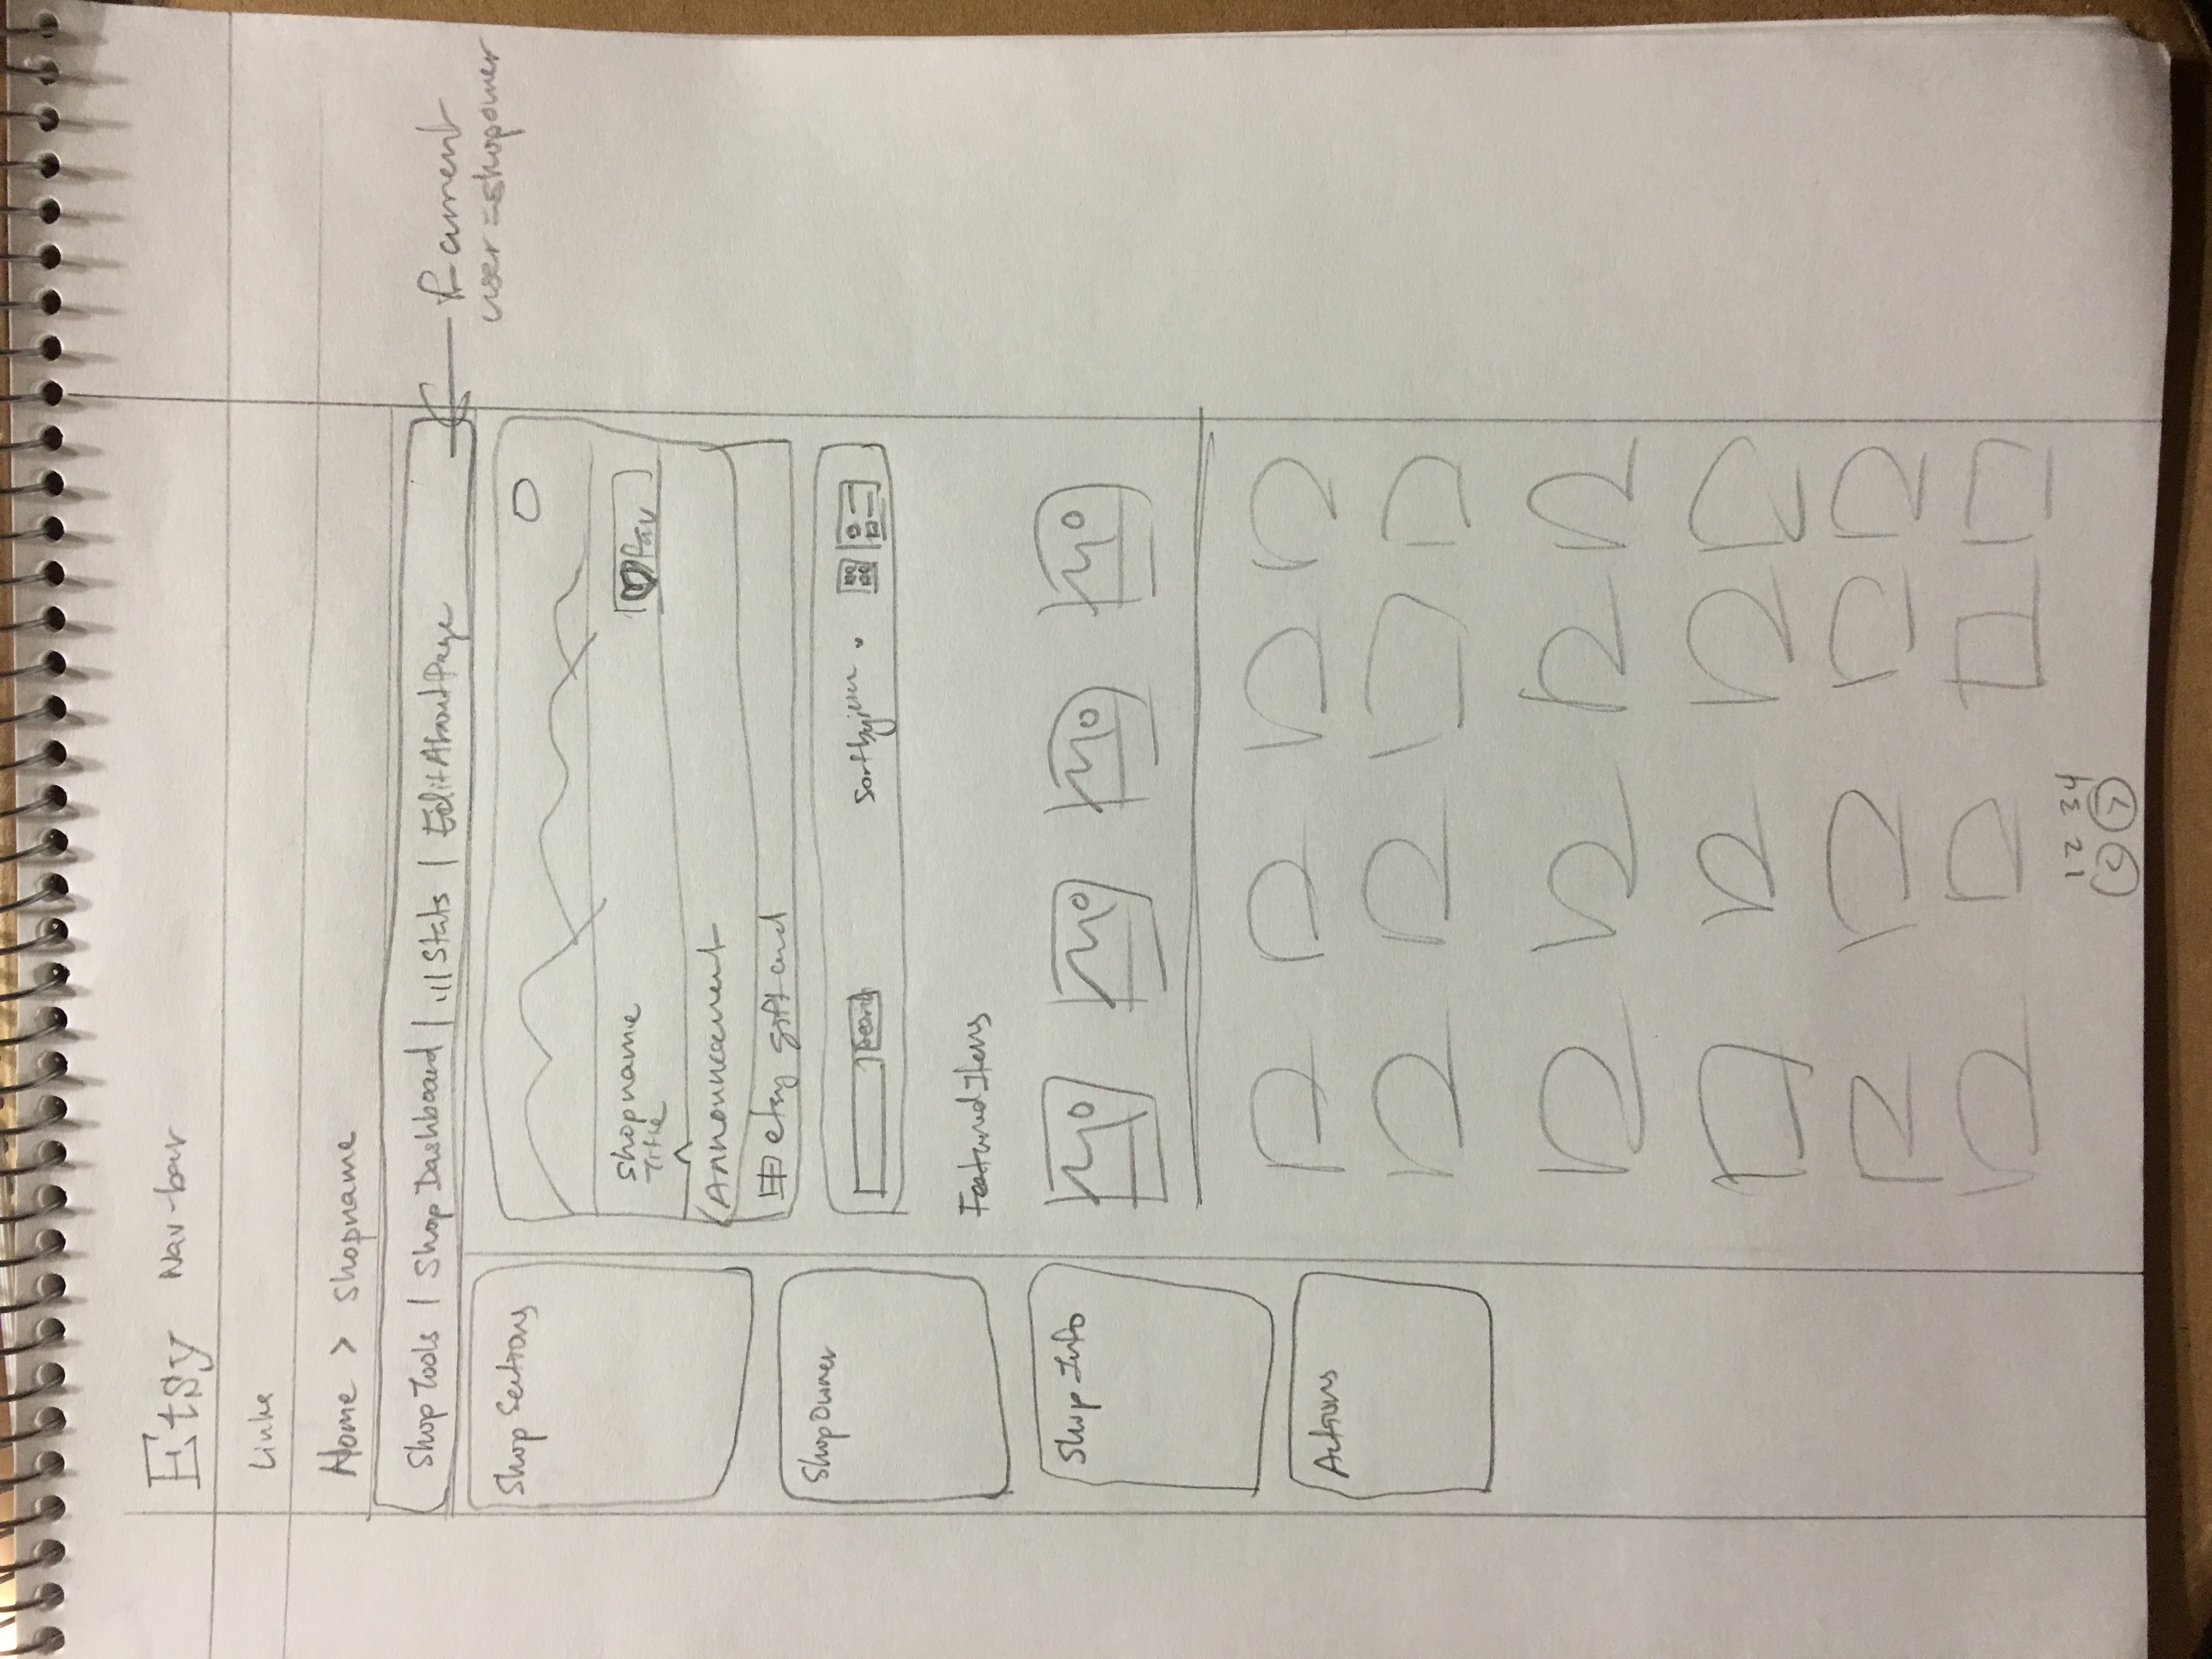 Etsy Nav-bar
Links
Home > Shopname
Shop Tools | Shop Dashboard | Stats | Edit About Page
If current
user = shopowner
Shop Sections
shopname
Title
Fav
Announcement
etsy gift card
Shop Owner
Search
Sort by:
Featured Items
Shop Info
Actions
1 2 3 4
< >